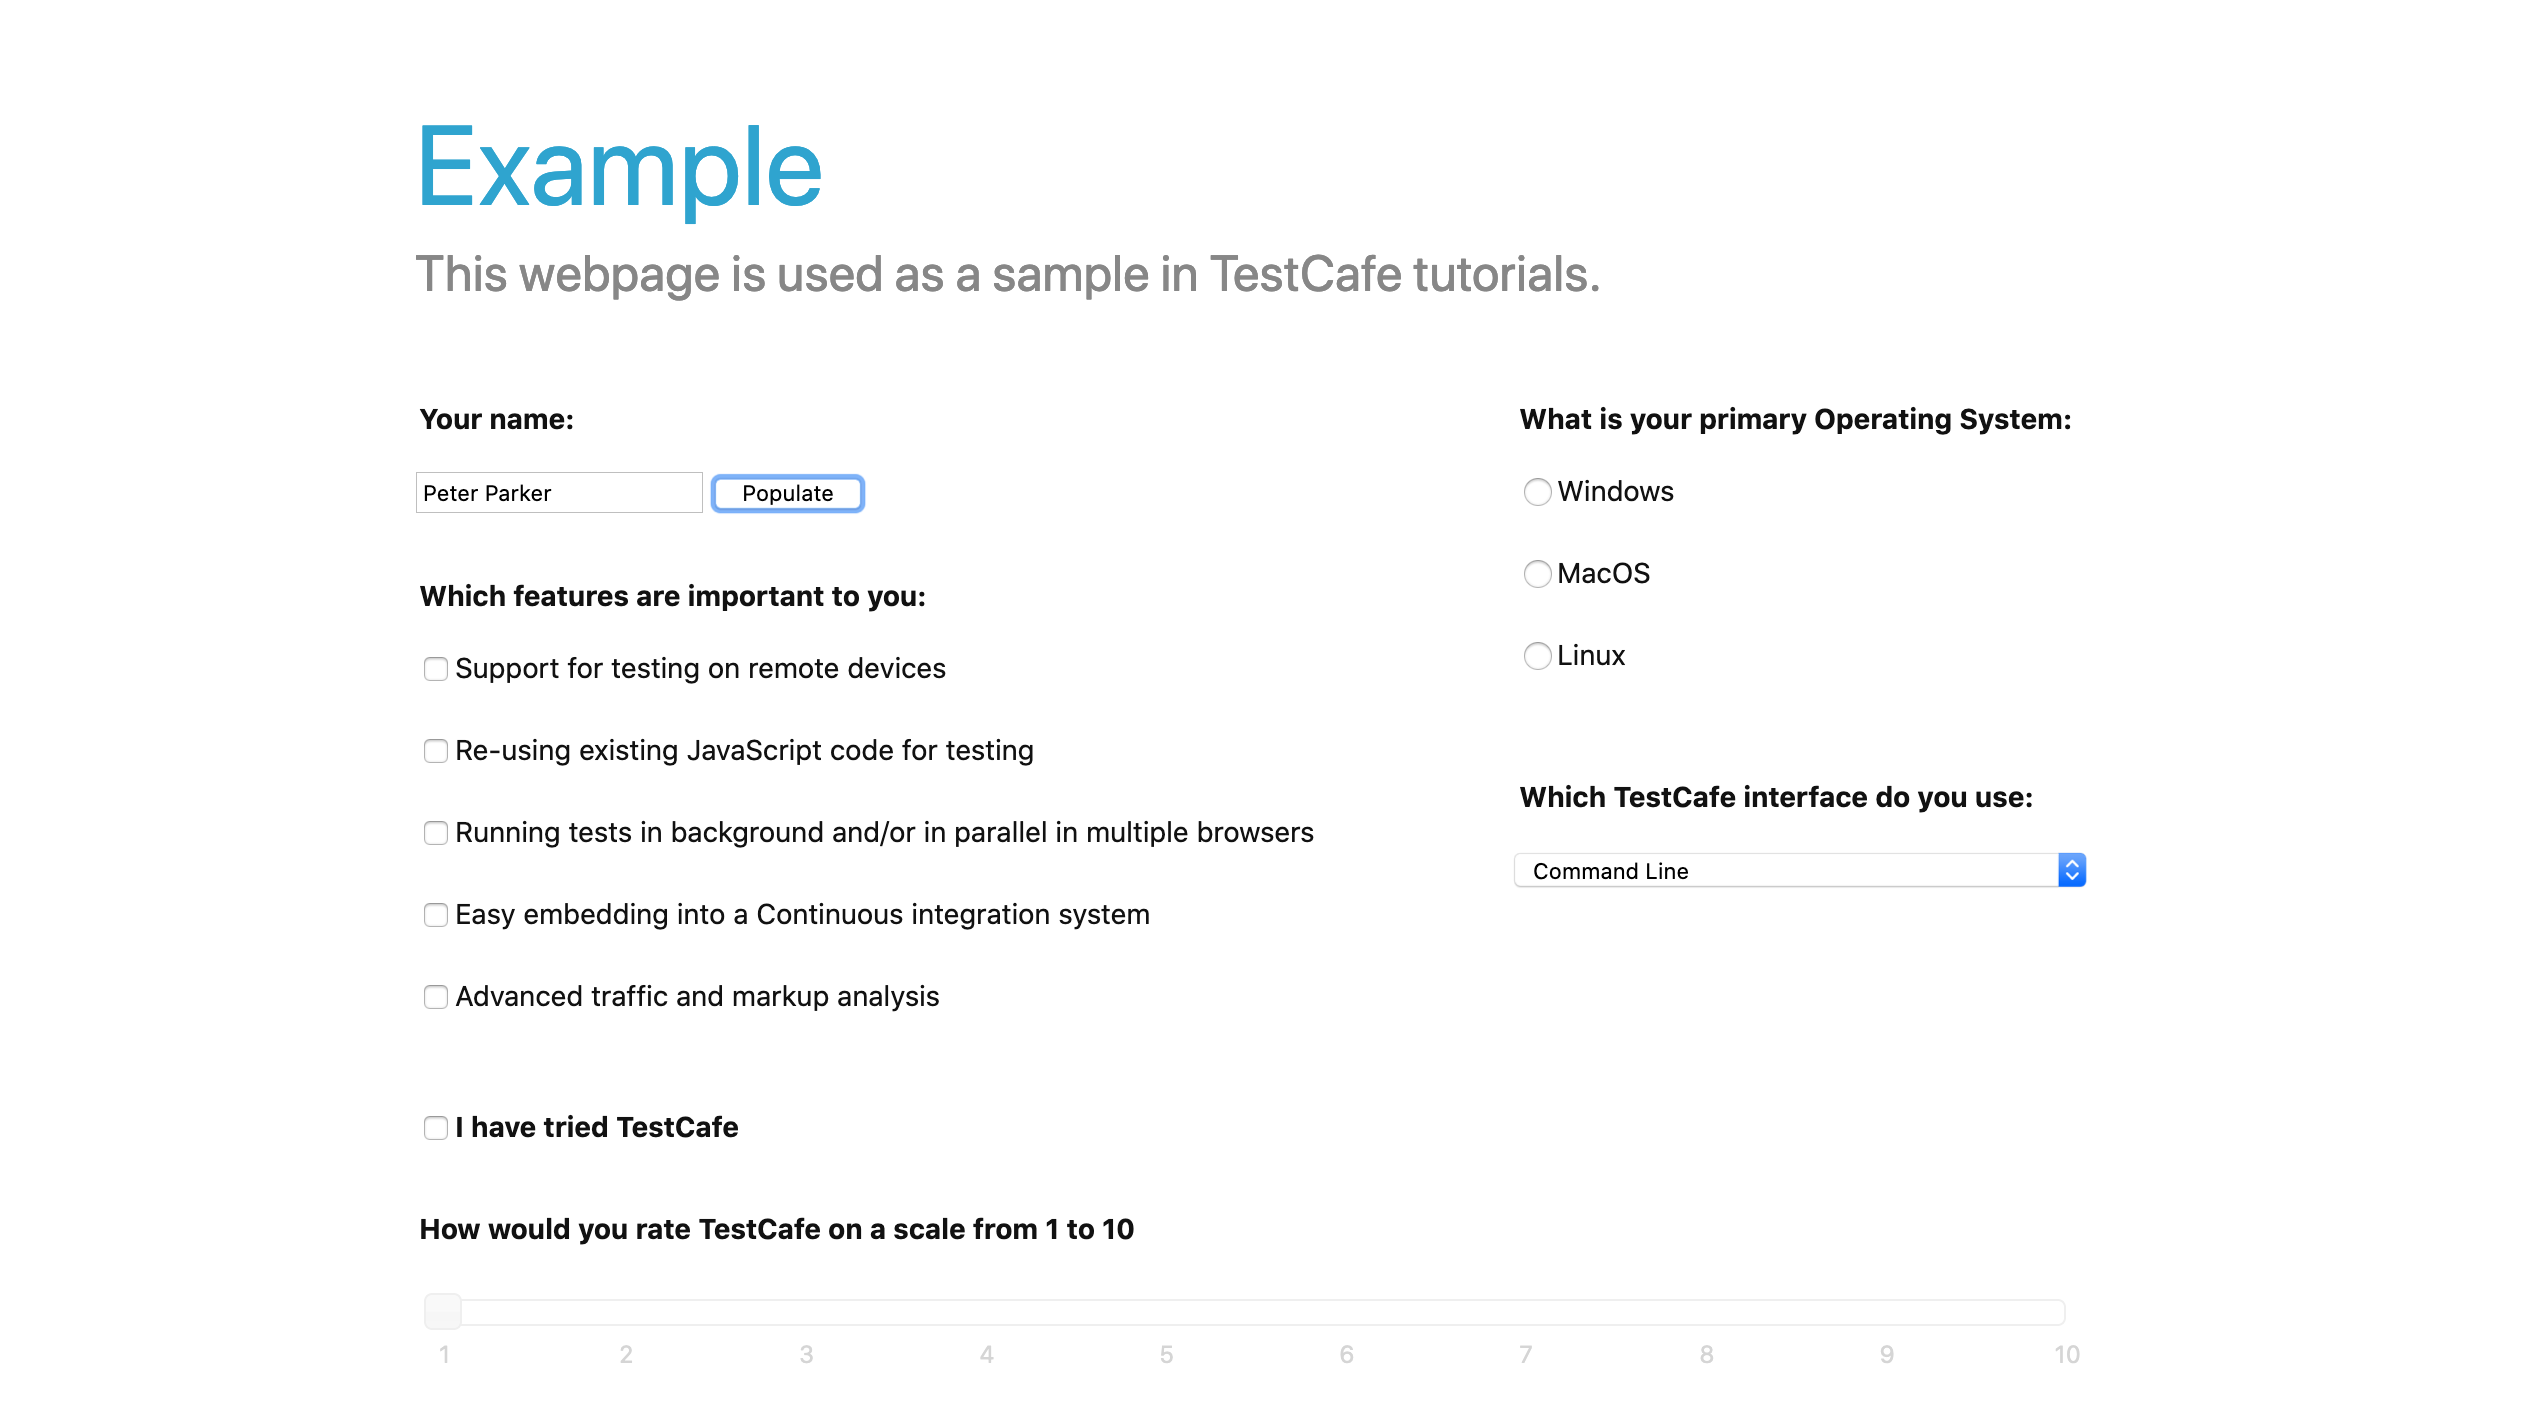 Example
This webpage is used as a sample in TestCafe tutorials.
Your name:
Peter Parker
Populate
Which features are important to you:
Support for testing on remote devices
Re-using existing JavaScript code for testing
Running tests in background and/or in parallel in multiple browsers
Easy embedding into a Continuous integration system
Advanced traffic and markup analysis
What is your primary Operating System:
Windows
MacOS
Linux
Which TestCafe interface do you use:
Command Line
I have tried TestCafe
How would you rate TestCafe on a scale from 1 to 10
1 2 3 4 5 6 7 8 9 10